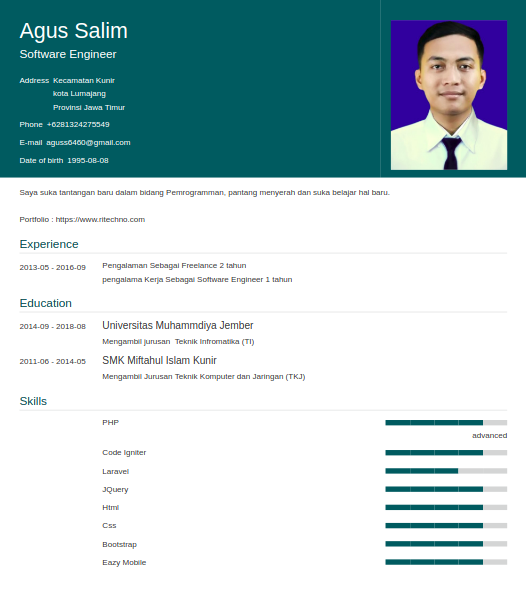 Agus Salim
Software Engineer
Address Kecamatan Kunir
kota Lumajang
Provinsi Jawa Timur
Phone +6281324275549
E-mail aguss6460@gmail.com
Date of birth 1995-08-08
Saya suka tantangan baru dalam bidang Pemrogramman, pantang menyerah dan suka belajar hal baru.
Portfolio : https://www.ritechno.com
Experience
2013-05 - 2016-09 Pengalaman Sebagai Freelance 2 tahun
pengalama Kerja Sebagai Software Engineer 1 tahun
Education
2014-09 - 2018-08 Universitas Muhammdiya Jember
Mengambil jurusan Teknik Infromatika (TI)
2011-06 - 2014-05 SMK Miftahul Islam Kunir
Mengambil Jurusan Teknik Komputer dan Jaringan (TKJ)
Skills
PHP
advanced
Code Igniter
Laravel
JQuery
Html
Css
Bootstrap
Eazy Mobile